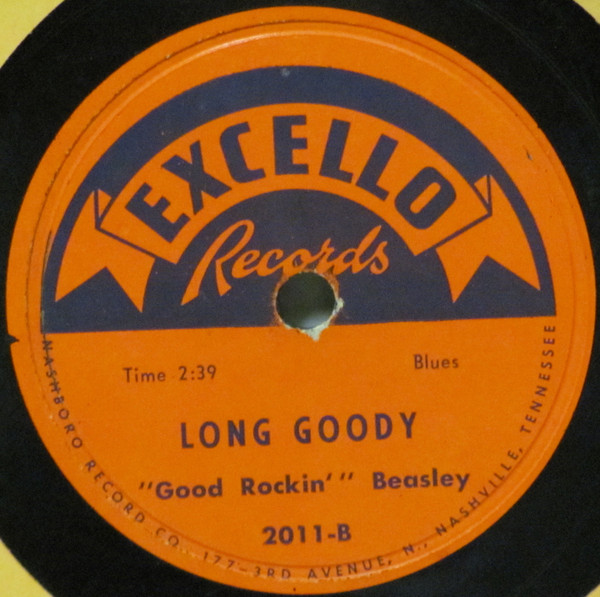 EXCELLO
Records
Time 2:39
Blues
LONG GOODY
"Good Rockin'" Beasley
2011-B
NASHBORO RECORD CO., 177-3RD AVENUE, N., NASHVILLE, TENNESSEE